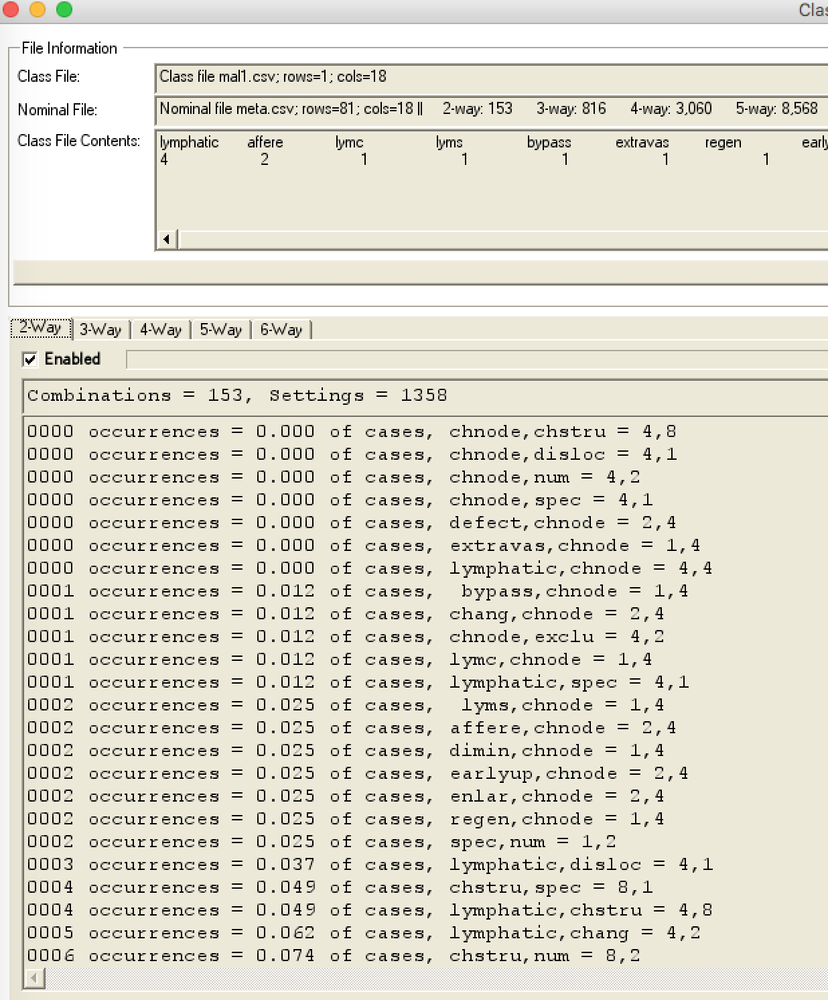 Clas
File Information
Class File: Class file mal1.csv; rows=1; cols=18
Nominal File: Nominal file meta.csv; rows=81; cols=18 || 2-way: 153 3-way: 816 4-way: 3,060 5-way: 8,568
Class File Contents: lymphatic affere lymc lyms bypass extravas regen early
4 2 1 1 1 1 1
2-Way 3-Way 4-Way 5-Way 6-Way
Enabled
Combinations = 153, Settings = 1358
0000 occurrences = 0.000 of cases, chnode,chstru = 4,8
0000 occurrences = 0.000 of cases, chnode,disloc = 4,1
0000 occurrences = 0.000 of cases, chnode,num = 4,2
0000 occurrences = 0.000 of cases, chnode,spec = 4,1
0000 occurrences = 0.000 of cases, defect,chnode = 2,4
0000 occurrences = 0.000 of cases, extravas,chnode = 1,4
0000 occurrences = 0.000 of cases, lymphatic,chnode = 4,4
0001 occurrences = 0.012 of cases, bypass,chnode = 1,4
0001 occurrences = 0.012 of cases, chang,chnode = 2,4
0001 occurrences = 0.012 of cases, chnode,exclu = 4,2
0001 occurrences = 0.012 of cases, lymc,chnode = 1,4
0001 occurrences = 0.012 of cases, lymphatic,spec = 4,1
0002 occurrences = 0.025 of cases, lyms,chnode = 1,4
0002 occurrences = 0.025 of cases, affere,chnode = 2,4
0002 occurrences = 0.025 of cases, dimin,chnode = 1,4
0002 occurrences = 0.025 of cases, earlyup,chnode = 2,4
0002 occurrences = 0.025 of cases, enlar,chnode = 2,4
0002 occurrences = 0.025 of cases, regen,chnode = 1,4
0002 occurrences = 0.025 of cases, spec,num = 1,2
0003 occurrences = 0.037 of cases, lymphatic,disloc = 4,1
0004 occurrences = 0.049 of cases, chstru,spec = 8,1
0004 occurrences = 0.049 of cases, lymphatic,chstru = 4,8
0005 occurrences = 0.062 of cases, lymphatic,chang = 4,2
0006 occurrences = 0.074 of cases, chstru,num = 8,2